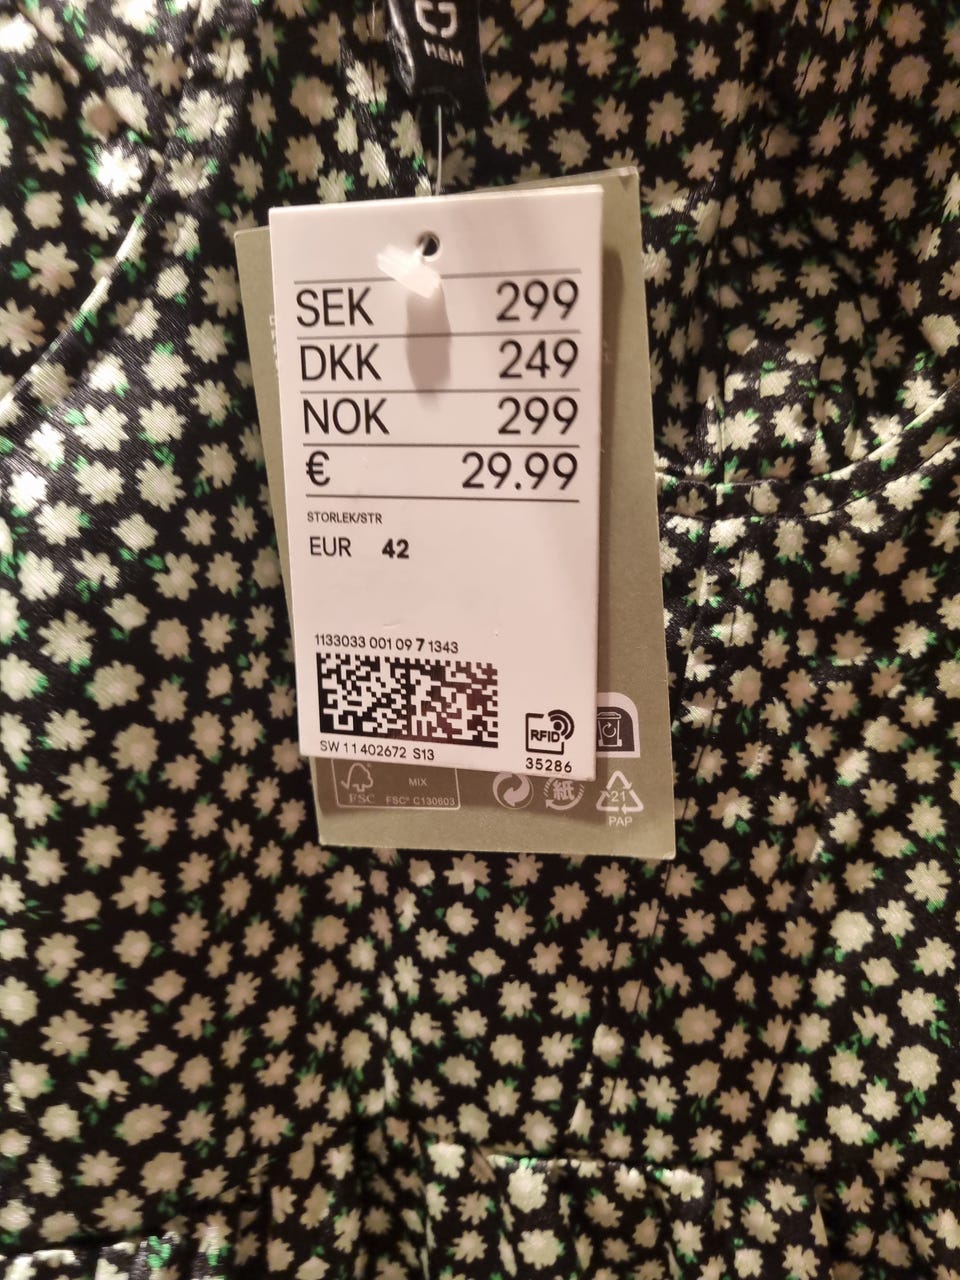 H&M
SEK 299
DKK 249
NOK 299
€ 29.99
STORLEK/STR
EUR 42
1133033 001 09 7 1343
SW 11 402672 S13
RFID
35286
FSC
MIX
FSC® C130603
紙
21
PAP